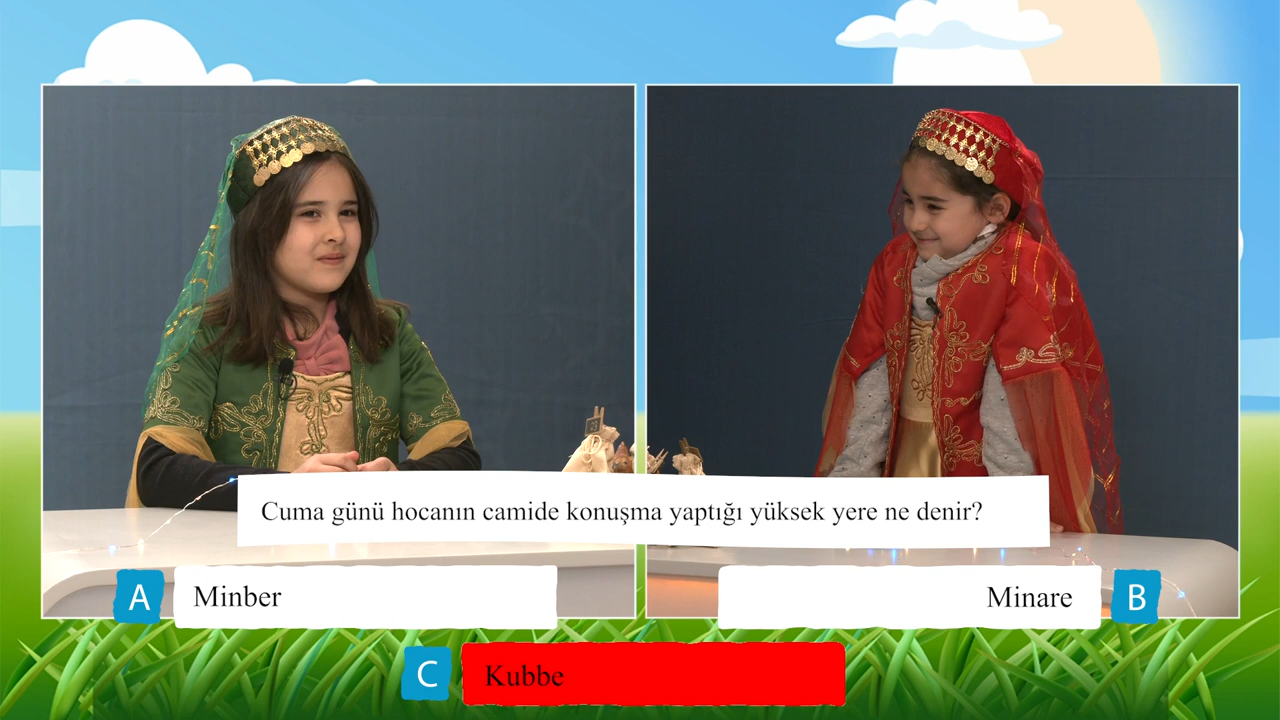 Cuma günü hocanın camide konuşma yaptığı yüksek yere ne denir?
A Minber
Minare B
C Kubbe